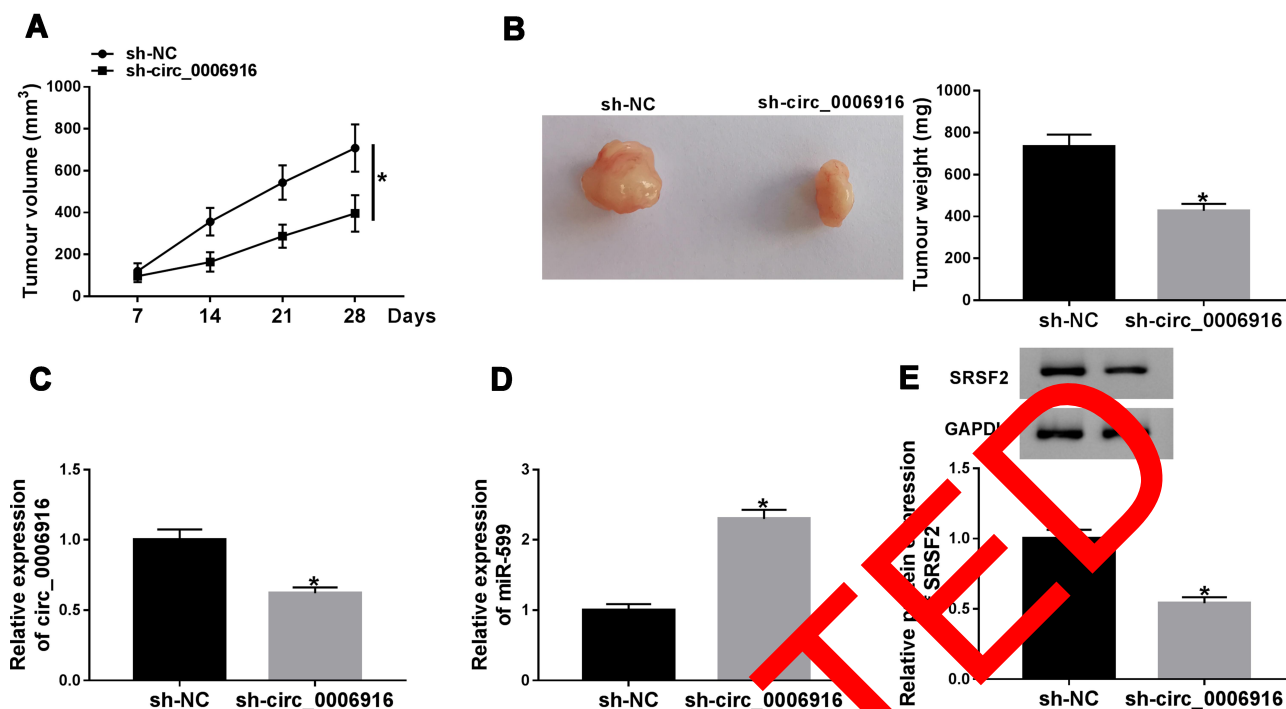 A
sh-NC
sh-circ_0006916
Tumour volume (mm3)
1000
800
600
400
200
0
7 14 21 28 Days
*
B
sh-NC sh-circ_0006916
Tumour weight (mg)
1000
800
600
400
200
0
*
sh-NC sh-circ_0006916
C
Relative expression
of circ_0006916
1.5
1.0
0.5
0.0
*
sh-NC sh-circ_0006916
D
Relative expression
of miR-599
3
2
1
0
*
sh-NC sh-circ_0006916
E
SRSF2
Relative expression
SRSF2
1.5
1.0
0.5
0.0
*
sh-NC sh-circ_0006916
TED